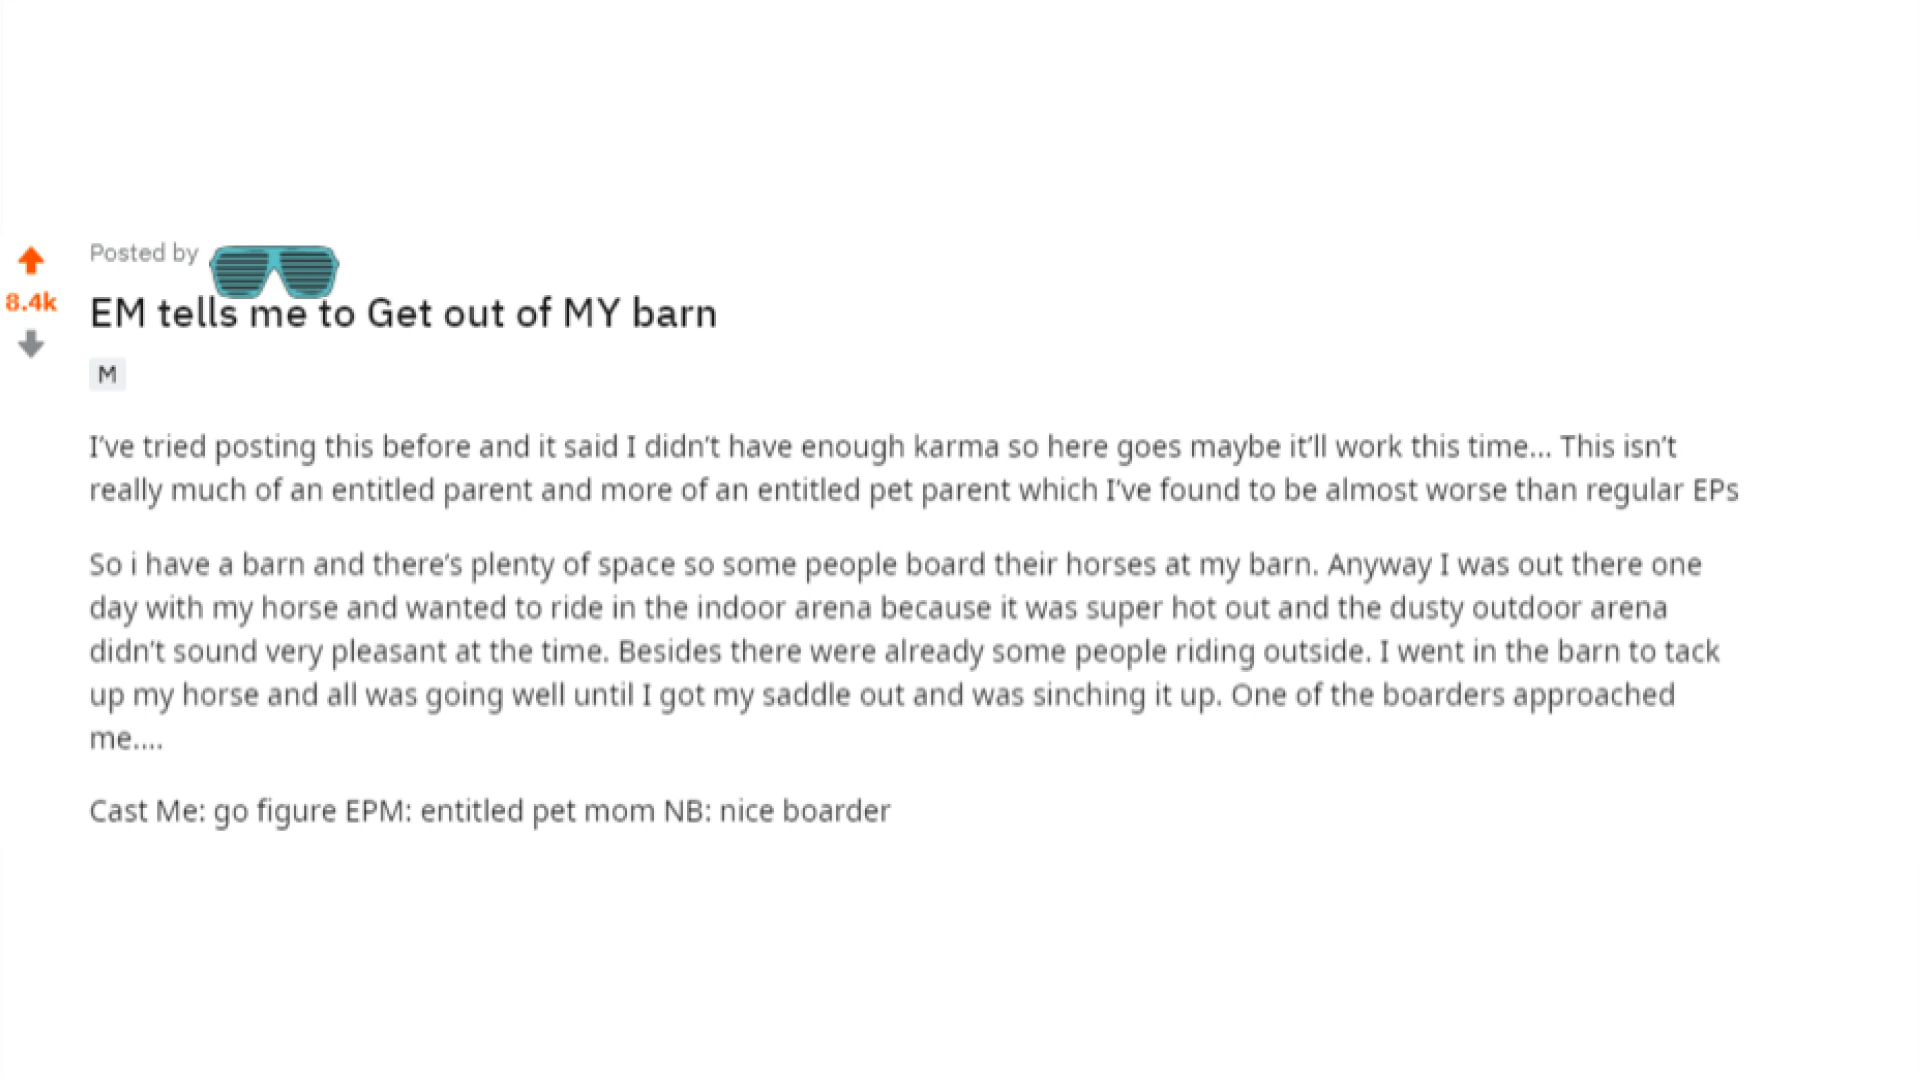 Posted by
8.4k
EM tells me to Get out of MY barn
M
I've tried posting this before and it said I didn't have enough karma so here goes maybe it'll work this time... This isn't
really much of an entitled parent and more of an entitled pet parent which I've found to be almost worse than regular EPs
So i have a barn and there's plenty of space so some people board their horses at my barn. Anyway I was out there one
day with my horse and wanted to ride in the indoor arena because it was super hot out and the dusty outdoor arena
didn't sound very pleasant at the time. Besides there were already some people riding outside. I went in the barn to tack
up my horse and all was going well until I got my saddle out and was sinching it up. One of the boarders approached
me....
Cast Me: go figure EPM: entitled pet mom NB: nice boarder